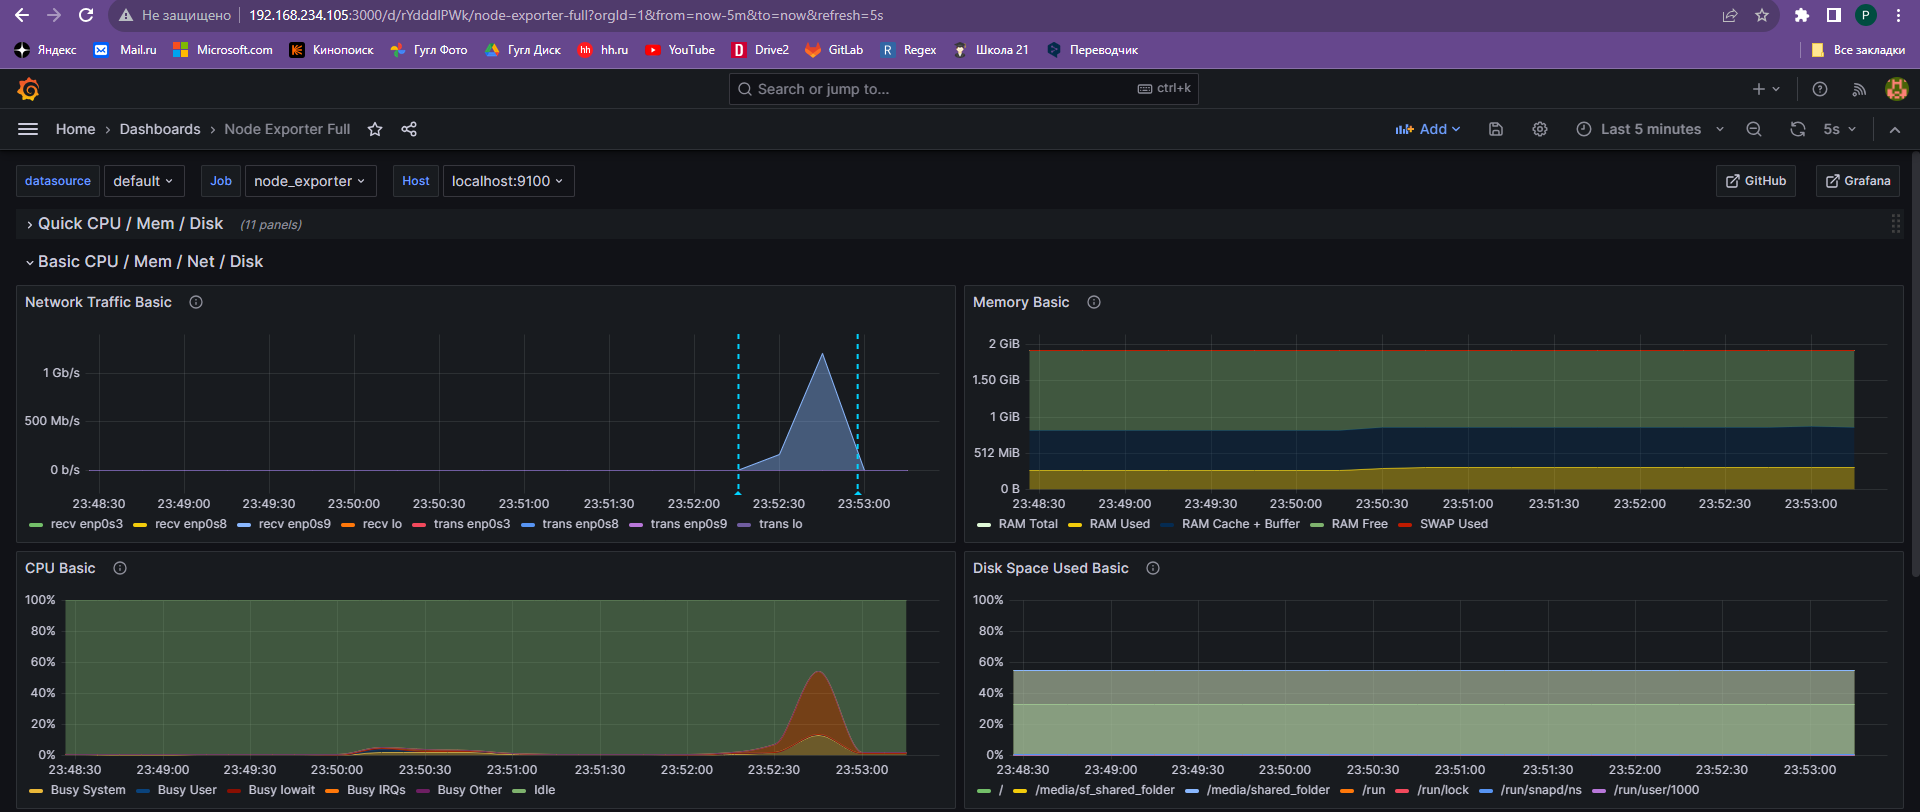 Не защищено 192.168.234.105:3000/d/rYdddlPWk/node-exporter-full?orgId=1&from=now-5m&to=now&refresh=5s P
Яндекс Mail.ru Microsoft.com Кинопоиск Гугл Фото Гугл Диск hh hh.ru YouTube D Drive2 GitLab R Regex Школа 21 Переводчик Все закладки
Search or jump to... ctrl+k
Home › Dashboards › Node Exporter Full Add Last 5 minutes 5s
datasource default Job node_exporter Host localhost:9100 GitHub Grafana
Quick CPU / Mem / Disk (11 panels)
Basic CPU / Mem / Net / Disk
Network Traffic Basic
1 Gb/s
500 Mb/s
0 b/s
23:48:30 23:49:00 23:49:30 23:50:00 23:50:30 23:51:00 23:51:30 23:52:00 23:52:30 23:53:00
recv enp0s3 recv enp0s8 recv enp0s9 recv lo trans enp0s3 trans enp0s8 trans enp0s9 trans lo
Memory Basic
2 GiB
1.50 GiB
1 GiB
512 MiB
0 B
23:48:30 23:49:00 23:49:30 23:50:00 23:50:30 23:51:00 23:51:30 23:52:00 23:52:30 23:53:00
RAM Total RAM Used RAM Cache + Buffer RAM Free SWAP Used
CPU Basic
100%
80%
60%
40%
20%
0%
23:48:30 23:49:00 23:49:30 23:50:00 23:50:30 23:51:00 23:51:30 23:52:00 23:52:30 23:53:00
Busy System Busy User Busy Iowait Busy IRQs Busy Other Idle
Disk Space Used Basic
100%
80%
60%
40%
20%
0%
23:48:30 23:49:00 23:49:30 23:50:00 23:50:30 23:51:00 23:51:30 23:52:00 23:52:30 23:53:00
/ /media/sf_shared_folder /media/shared_folder /run /run/lock /run/snapd/ns /run/user/1000